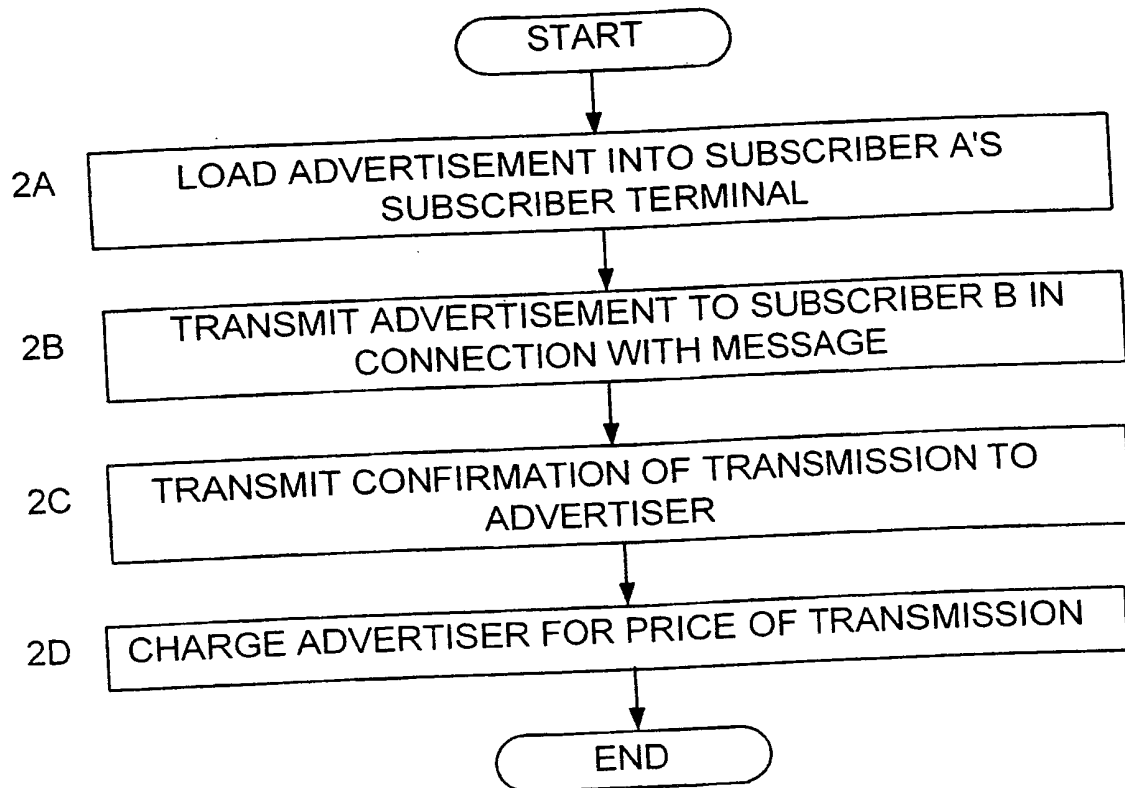 START
2A
LOAD ADVERTISEMENT INTO SUBSCRIBER A'S
SUBSCRIBER TERMINAL
2B
TRANSMIT ADVERTISEMENT TO SUBSCRIBER B IN
CONNECTION WITH MESSAGE
2C
TRANSMIT CONFIRMATION OF TRANSMISSION TO
ADVERTISER
2D
CHARGE ADVERTISER FOR PRICE OF TRANSMISSION
END